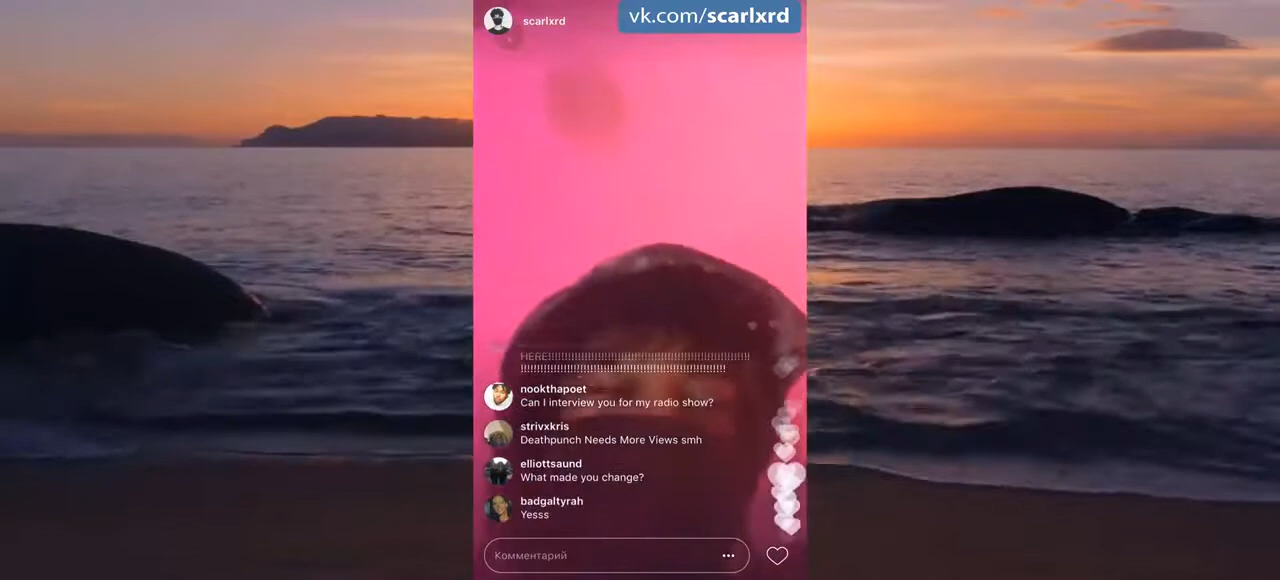 scarlxrd
vk.com/scarlxrd
HERE!!!!!!!!!!!!!!!!!!!!!!!!!!!!!!!!!!!!!!!!!!!!!!!!!!!!!!!!!!!!!!!!!!
!!!!!!!!!!!!!!!!!!!!!!!!!!!!!!!!!!!!!!!!!!!!!!!!!!!!!!!!!!!!!!!!!!!!!!!!!
nookthapoet
Can I interview you for my radio show?
strivxkris
Deathpunch Needs More Views smh
elliottsaund
What made you change?
badgaltyrah
Yesss
Комментарий